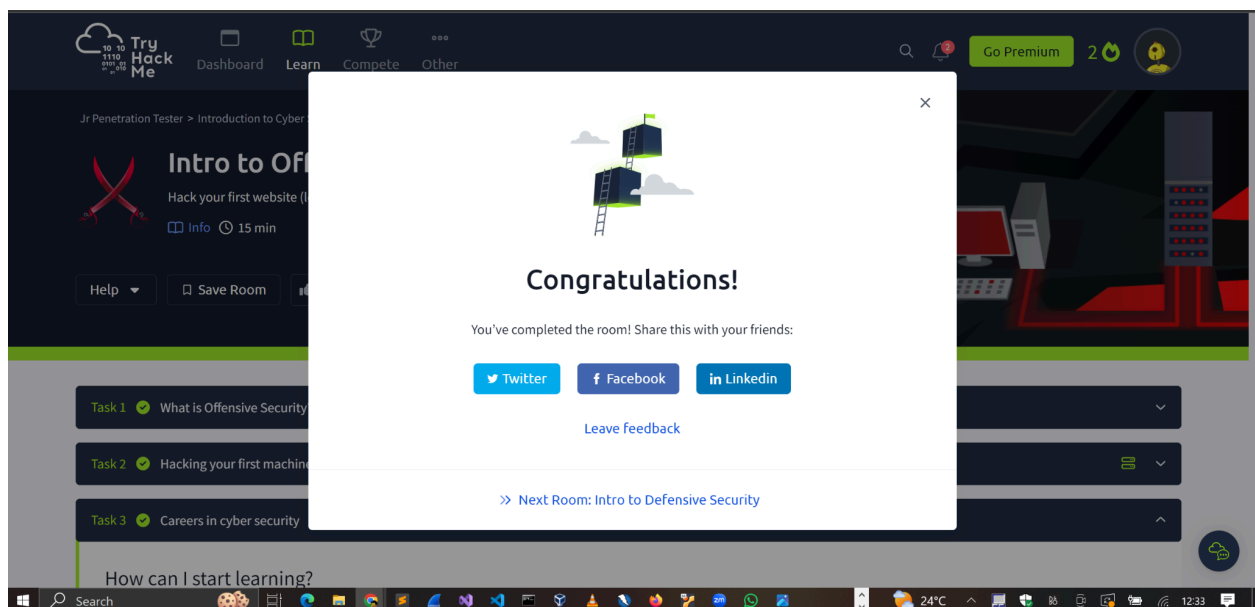 Try Hack Me
Dashboard
Learn
Compete
Other
2
Go Premium
2
Jr Penetration Tester > Introduction to Cyber
Intro to Off
Hack your first website (l
Info
15 min
Help
Save Room
Congratulations!
You've completed the room! Share this with your friends:
Twitter
Facebook
in Linkedin
Leave feedback
Next Room: Intro to Defensive Security
Task 1 What is Offensive Security
Task 2 Hacking your first machine
Task 3 Careers in cyber security
How can I start learning?
Search
24°C
12:33